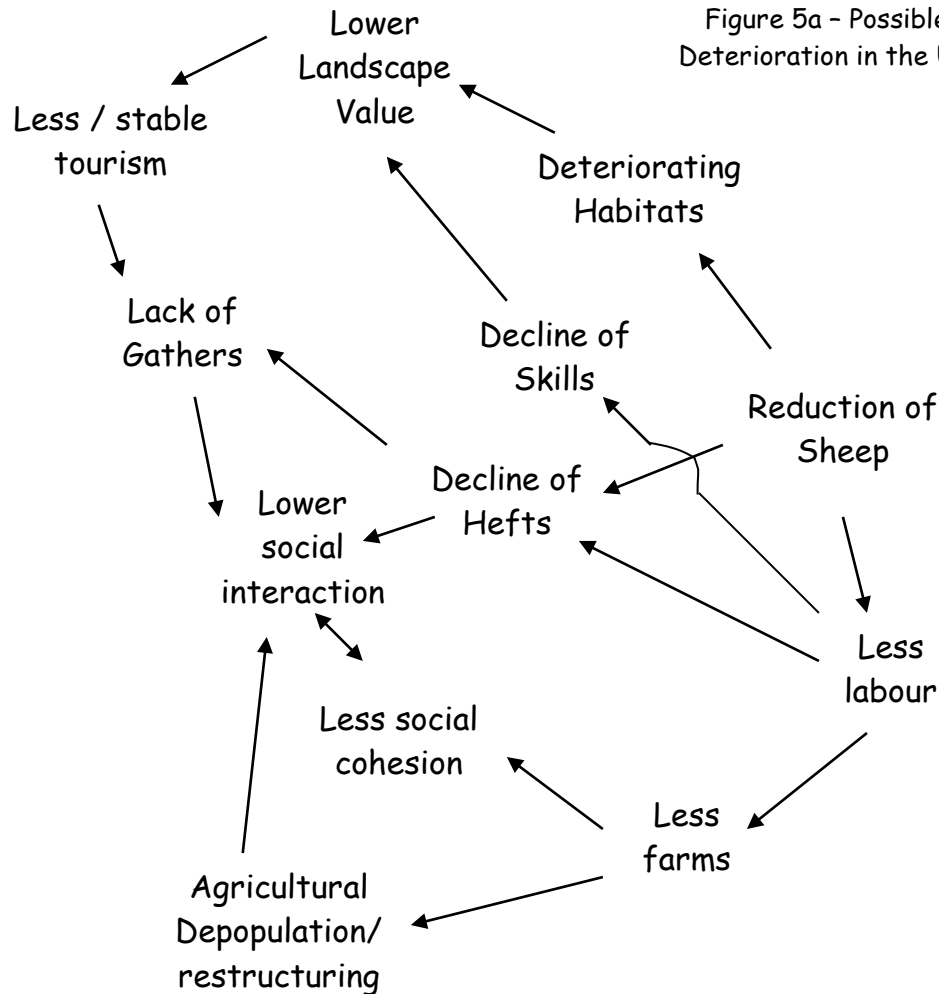 Figure 5a – Possible
Deterioration in the
Lower
Landscape
Value
Less / stable
tourism
Deteriorating
Habitats
Lack of
Gathers
Decline of
Skills
Reduction of
Sheep
Decline of
Hefts
Lower
social
interaction
Less
labour
Less social
cohesion
Less
farms
Agricultural
Depopulation/
restructuring